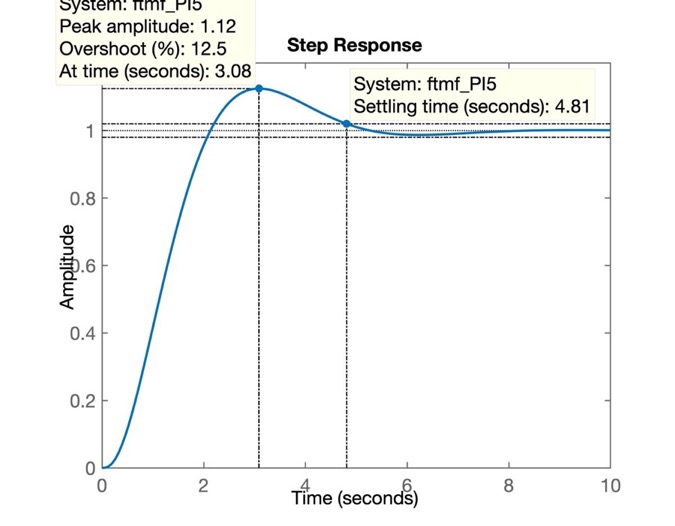 System: ftmf_PI5
Peak amplitude: 1.12
Overshoot (%): 12.5
At time (seconds): 3.08
Step Response
System: ftmf_PI5
Settling time (seconds): 4.81
1
0.8
0.6
0.4
0.2
0
Amplitude
0 2 4 6 8 10
Time (seconds)